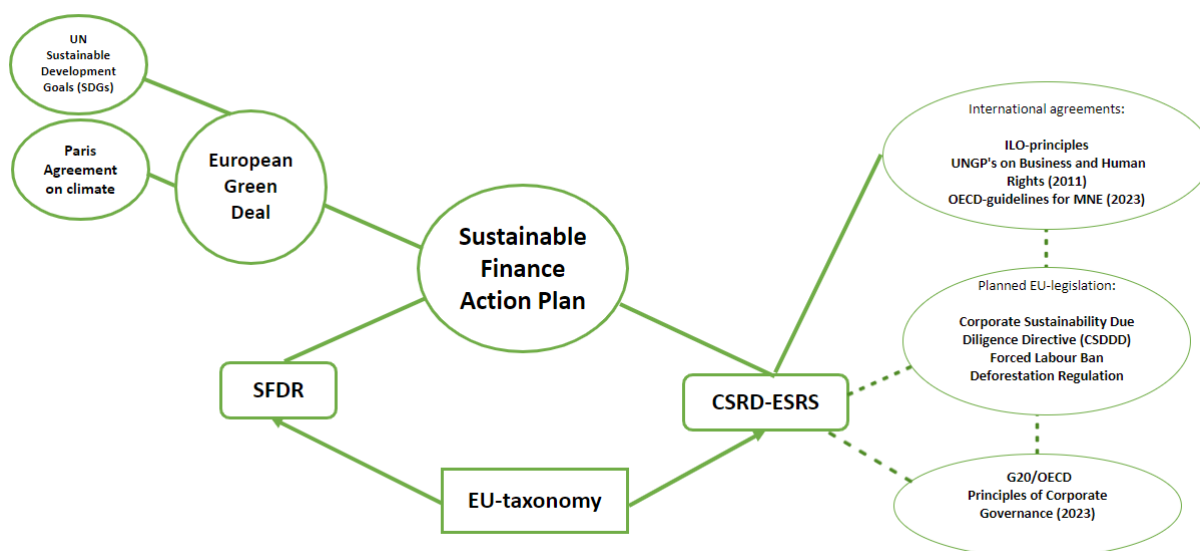 UN
Sustainable
Development
Goals (SDGs)
Paris
Agreement
on climate
European
Green
Deal
Sustainable
Finance
Action Plan
SFDR
CSRD-ESRS
EU-taxonomy
International agreements:
ILO-principles
UNGP's on Business and Human
Rights (2011)
OECD-guidelines for MNE (2023)
Planned EU-legislation:
Corporate Sustainability Due
Diligence Directive (CSDDD)
Forced Labour Ban
Deforestation Regulation
G20/OECD
Principles of Corporate
Governance (2023)